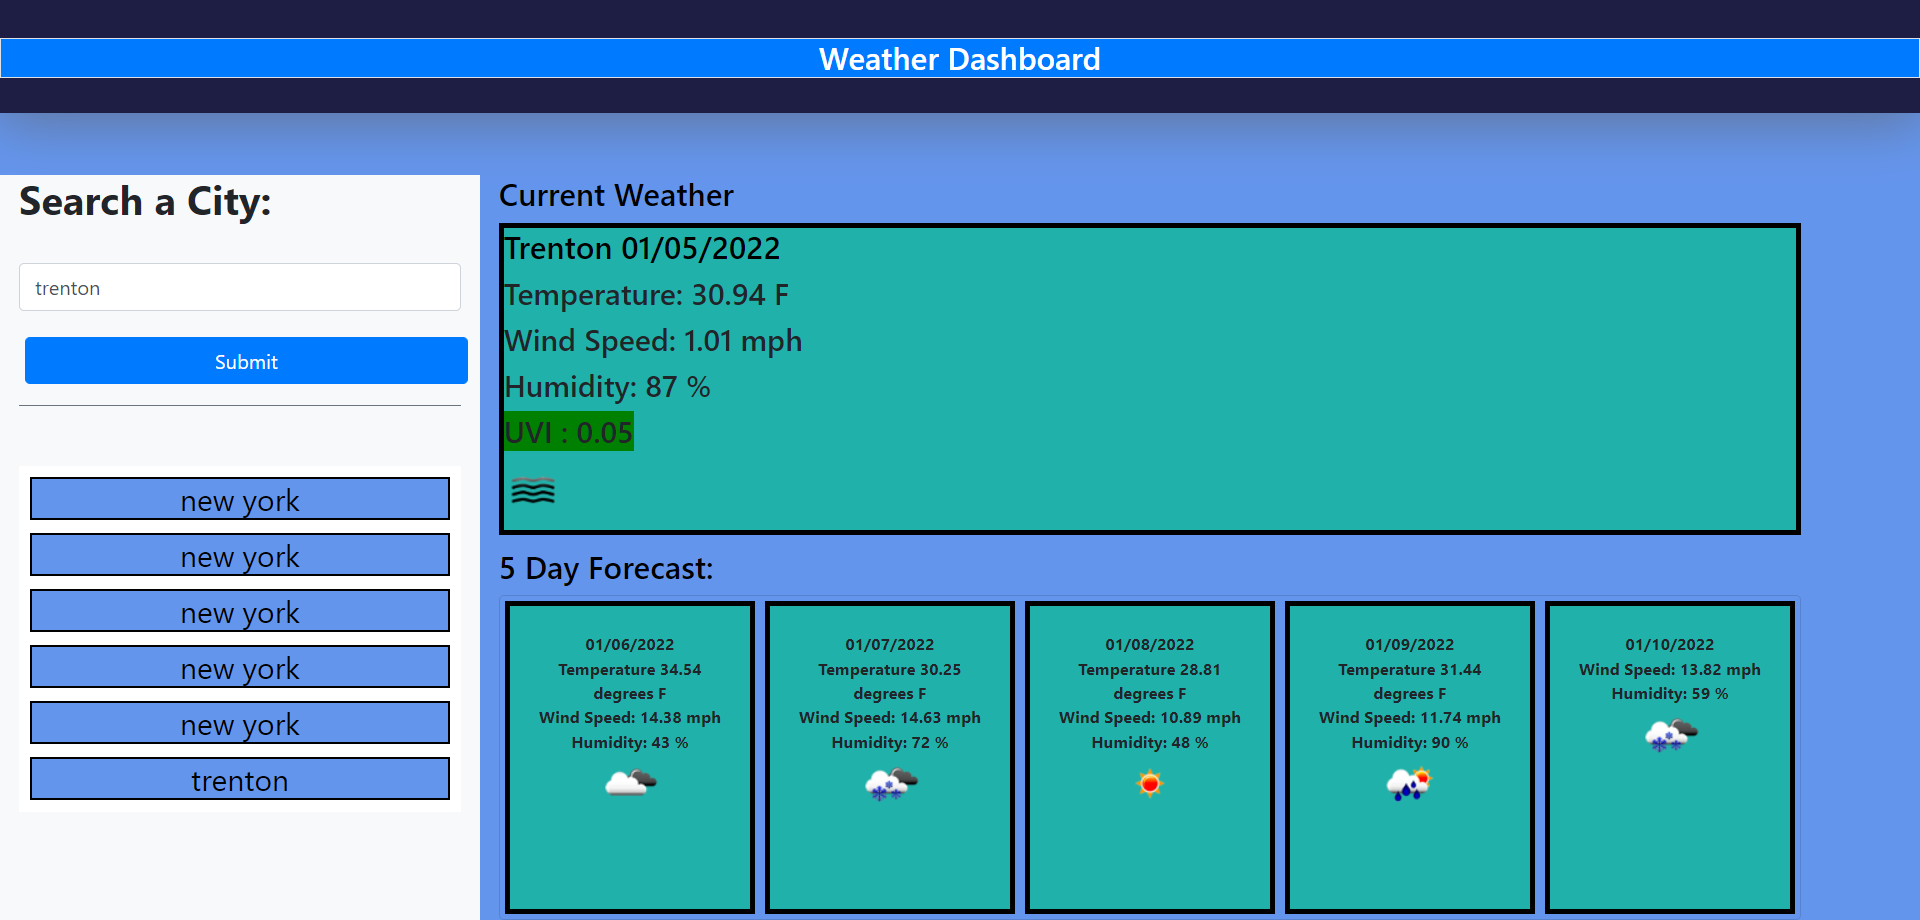 Weather Dashboard
Search a City:
trenton
Submit
new york
new york
new york
new york
new york
trenton
Current Weather
Trenton 01/05/2022
Temperature: 30.94 F
Wind Speed: 1.01 mph
Humidity: 87 %
UVI : 0.05
5 Day Forecast:
01/06/2022
Temperature 34.54
degrees F
Wind Speed: 14.38 mph
Humidity: 43 %
01/07/2022
Temperature 30.25
degrees F
Wind Speed: 14.63 mph
Humidity: 72 %
01/08/2022
Temperature 28.81
degrees F
Wind Speed: 10.89 mph
Humidity: 48 %
01/09/2022
Temperature 31.44
degrees F
Wind Speed: 11.74 mph
Humidity: 90 %
01/10/2022
Wind Speed: 13.82 mph
Humidity: 59 %